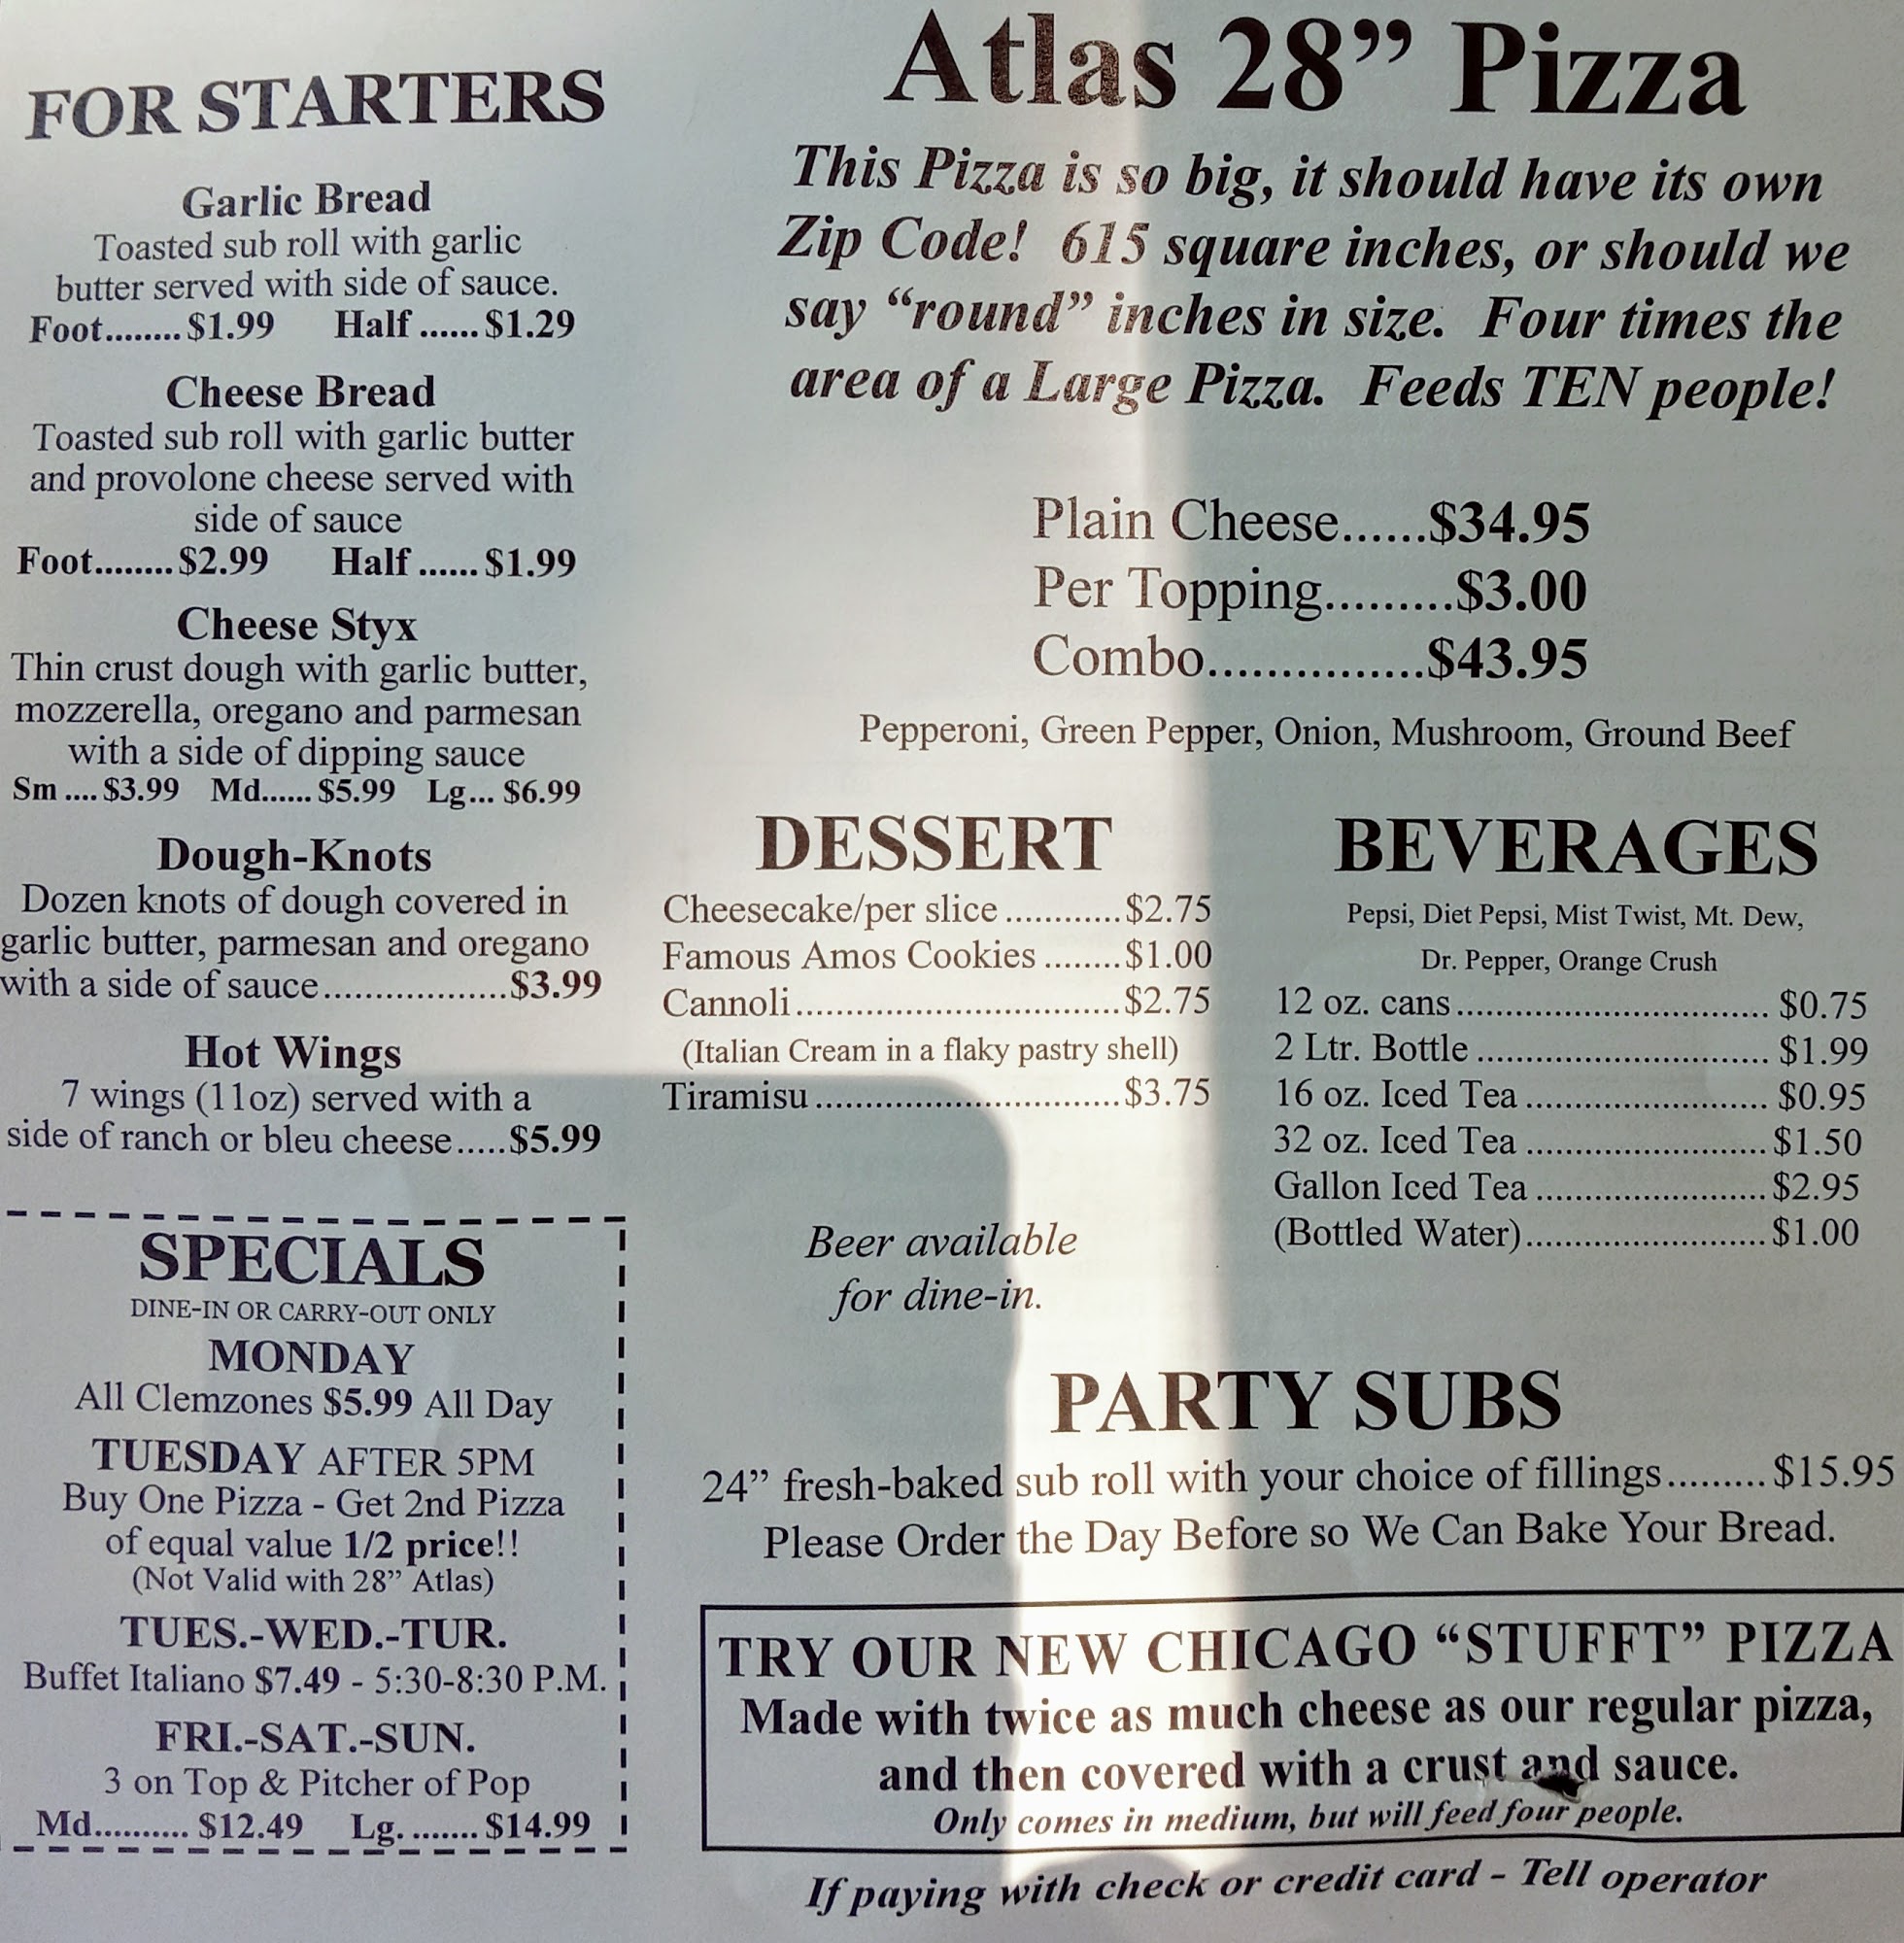 FOR STARTERS
Garlic Bread
Toasted sub roll with garlic
butter served with side of sauce.
Foot........$1.99 Half ......$1.29
Cheese Bread
Toasted sub roll with garlic butter
and provolone cheese served with
side of sauce
Foot........$2.99 Half ......$1.99
Cheese Styx
Thin crust dough with garlic butter,
mozzerella, oregano and parmesan
with a side of dipping sauce
Sm ....$3.99 Md......$5.99 Lg... $6.99
Dough-Knots
Dozen knots of dough covered in
garlic butter, parmesan and oregano
with a side of sauce..................$3.99
Hot Wings
7 wings (11oz) served with a
side of ranch or bleu cheese.....$5.99
SPECIALS
DINE-IN OR CARRY-OUT ONLY
MONDAY
All Clemzones $5.99 All Day
TUESDAY AFTER 5PM
Buy One Pizza - Get 2nd Pizza
of equal value 1/2 price!!
(Not Valid with 28” Atlas)
TUES.-WED.-TUR.
Buffet Italiano $7.49 - 5:30-8:30 P.M.
FRI.-SAT.-SUN.
3 on Top & Pitcher of Pop
Md.......... $12.49 Lg. ....... $14.99
Atlas 28” Pizza
This Pizza is so big, it should have its own
Zip Code! 615 square inches, or should we
say “round” inches in size. Four times the
area of a Large Pizza. Feeds TEN people!
Plain Cheese......$34.95
Per Topping.........$3.00
Combo...............$43.95
Pepperoni, Green Pepper, Onion, Mushroom, Ground Beef
DESSERT
Cheesecake/per slice ............$2.75
Famous Amos Cookies ........$1.00
Cannoli.................................$2.75
(Italian Cream in a flaky pastry shell)
Tiramisu...............................$3.75
Beer available
for dine-in.
BEVERAGES
Pepsi, Diet Pepsi, Mist Twist, Mt. Dew,
Dr. Pepper, Orange Crush
12 oz. cans................................ $0.75
2 Ltr. Bottle .............................. $1.99
16 oz. Iced Tea ......................... $0.95
32 oz. Iced Tea .........................$1.50
Gallon Iced Tea ........................$2.95
(Bottled Water).........................$1.00
PARTY SUBS
24” fresh-baked sub roll with your choice of fillings.........$15.95
Please Order the Day Before so We Can Bake Your Bread.
TRY OUR NEW CHICAGO “STUFFT” PIZZA
Made with twice as much cheese as our regular pizza,
and then covered with a crust and sauce.
Only comes in medium, but will feed four people.
If paying with check or credit card - Tell operator